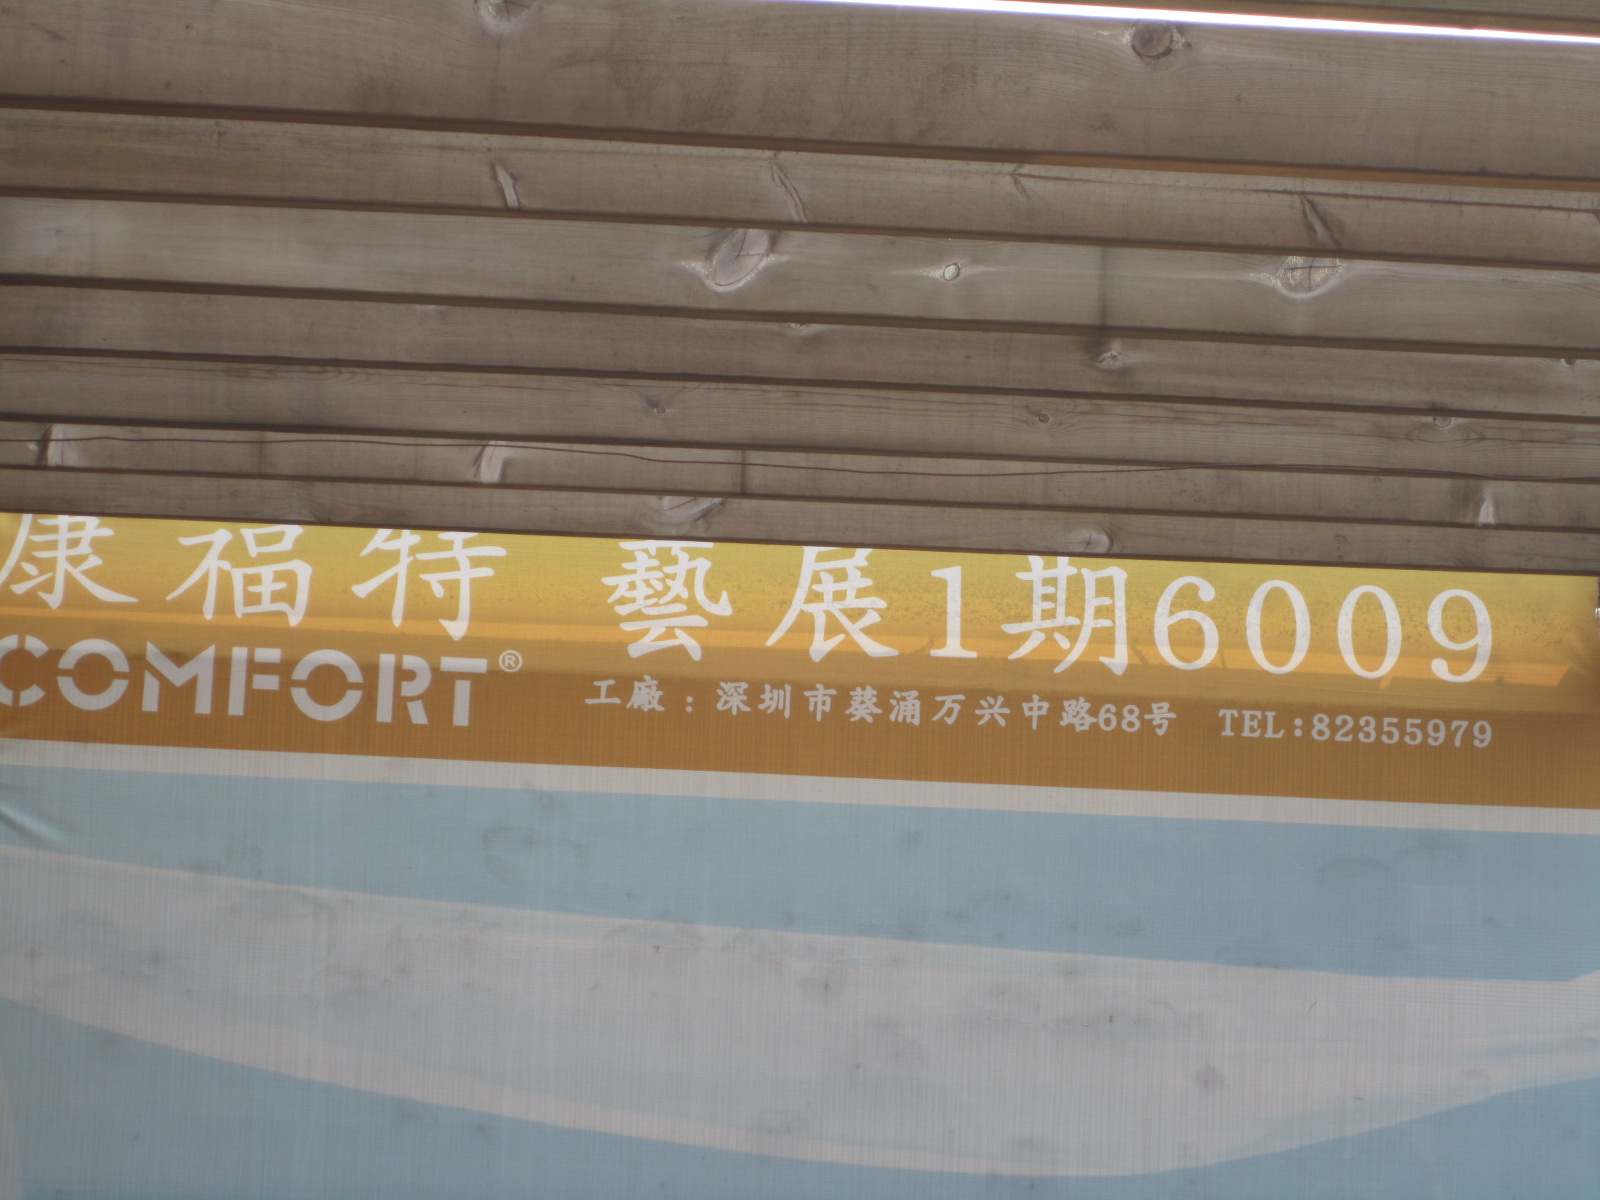 康福特 藝展1期6009
COMFORT®
工廠：深圳市葵涌万兴中路68号 TEL:82355979